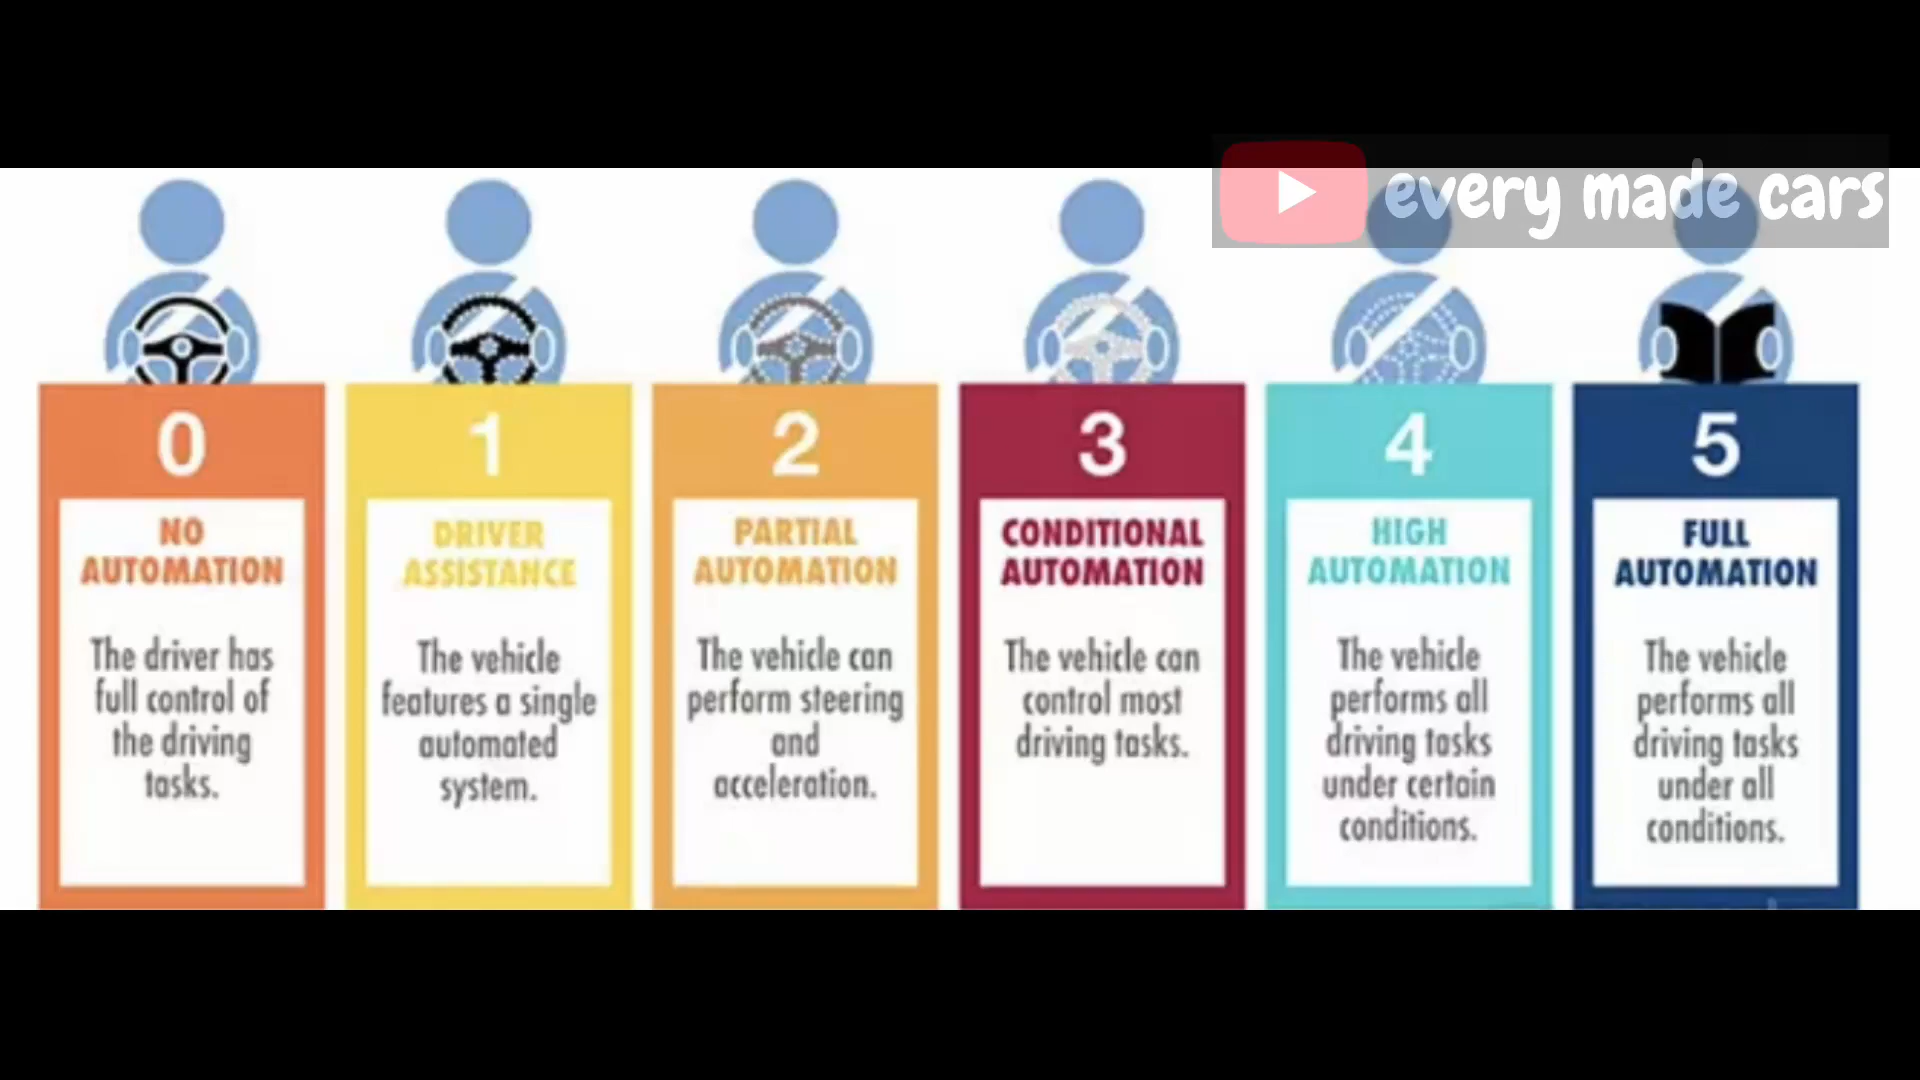 every made cars
0
NO
AUTOMATION
The driver has
full control of
the driving
tasks.
1
DRIVER
ASSISTANCE
The vehicle
features a single
automated
system.
2
PARTIAL
AUTOMATION
The vehicle can
perform steering
and
acceleration.
3
CONDITIONAL
AUTOMATION
The vehicle can
control most
driving tasks.
4
HIGH
AUTOMATION
The vehicle
performs all
driving tasks
under certain
conditions.
5
FULL
AUTOMATION
The vehicle
performs all
driving tasks
under all
conditions.